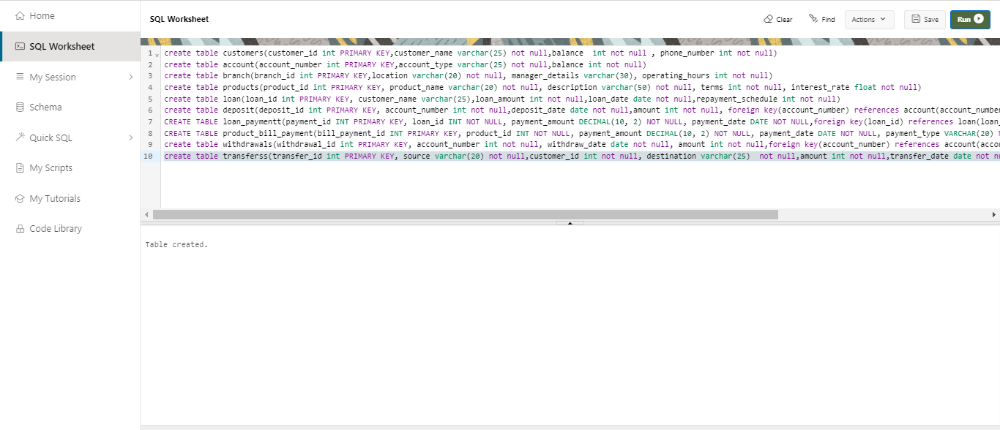 Home
SQL Worksheet
My Session
Schema
Quick SQL
My Scripts
My Tutorials
Code Library
SQL Worksheet
Clear
Find
Actions
Save
Run
1 create table customers(customer_id int PRIMARY KEY,customer_name varchar(25) not null,balance  int not null , phone_number int not null)
2 create table account(account_number int PRIMARY KEY,account_type varchar(25) not null,balance int not null)
3 create table branch(branch_id int PRIMARY KEY,location varchar(20) not null, manager_details varchar(30), operating_hours int not null)
4 create table products(product_id int PRIMARY KEY, product_name varchar(20) not null, description varchar(50) not null, terms int not null, interest_rate float not null)
5 create table loan(loan_id int PRIMARY KEY, customer_name varchar(25),loan_amount int not null,loan_date date not null,repayment_schedule int not null)
6 create table deposit(deposit_id int PRIMARY KEY, account_number int not null,deposit_date date not null,amount int not null, foreign key(account_number) references account(account_number
7 CREATE TABLE loan_paymentt(payment_id INT PRIMARY KEY, loan_id INT NOT NULL, payment_amount DECIMAL(10, 2) NOT NULL, payment_date DATE NOT NULL,foreign key(loan_id) references loan(loan_
8 CREATE TABLE product_bill_payment(bill_payment_id INT PRIMARY KEY, product_id INT NOT NULL, payment_amount DECIMAL(10, 2) NOT NULL, payment_date DATE NOT NULL, payment_type VARCHAR(20)
9 create table withdrawals(withdrawal_id int PRIMARY KEY, account_number int not null, withdraw_date date not null, amount int not null,foreign key(account_number) references account(acco
10 create table transferss(transfer_id int PRIMARY KEY, source varchar(20) not null,customer_id int not null, destination varchar(25)  not null,amount int not null,transfer_date date not
Table created.